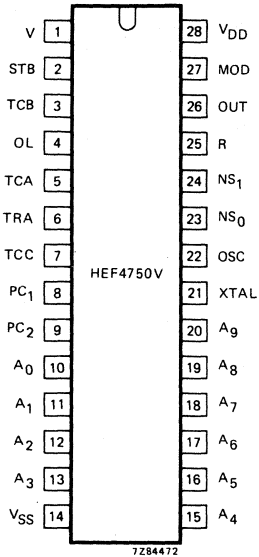 V 1 28 VDD
STB 2 27 MOD
TCB 3 26 OUT
OL 4 25 R
TCA 5 24 NS1
TRA 6 23 NS0
TCC 7 22 OSC
HEF4750V
PC1 8 21 XTAL
PC2 9 20 A9
A0 10 19 A8
A1 11 18 A7
A2 12 17 A6
A3 13 16 A5
VSS 14 15 A4
7Z84472